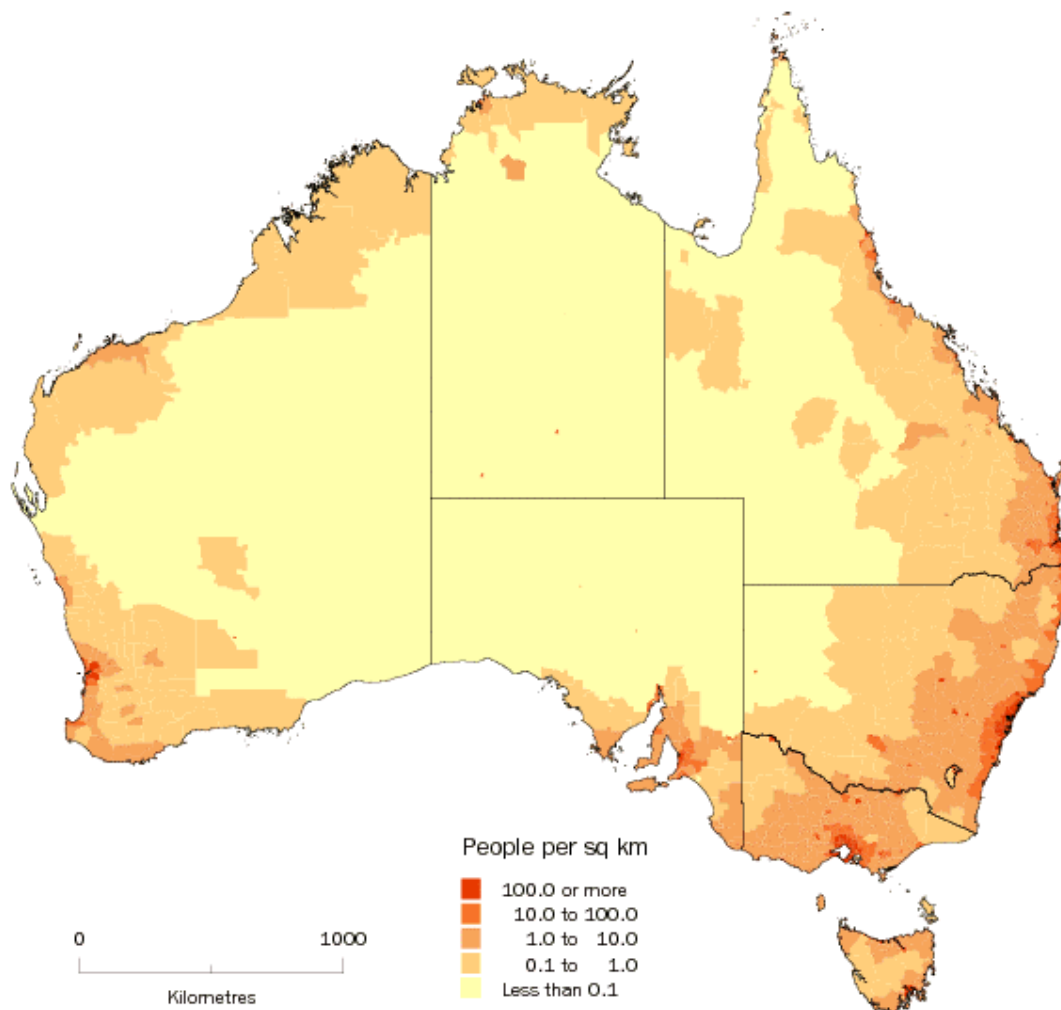 People per sq km
100.0 or more
10.0 to 100.0
1.0 to 10.0
0.1 to 1.0
Less than 0.1
0 1000
Kilometres